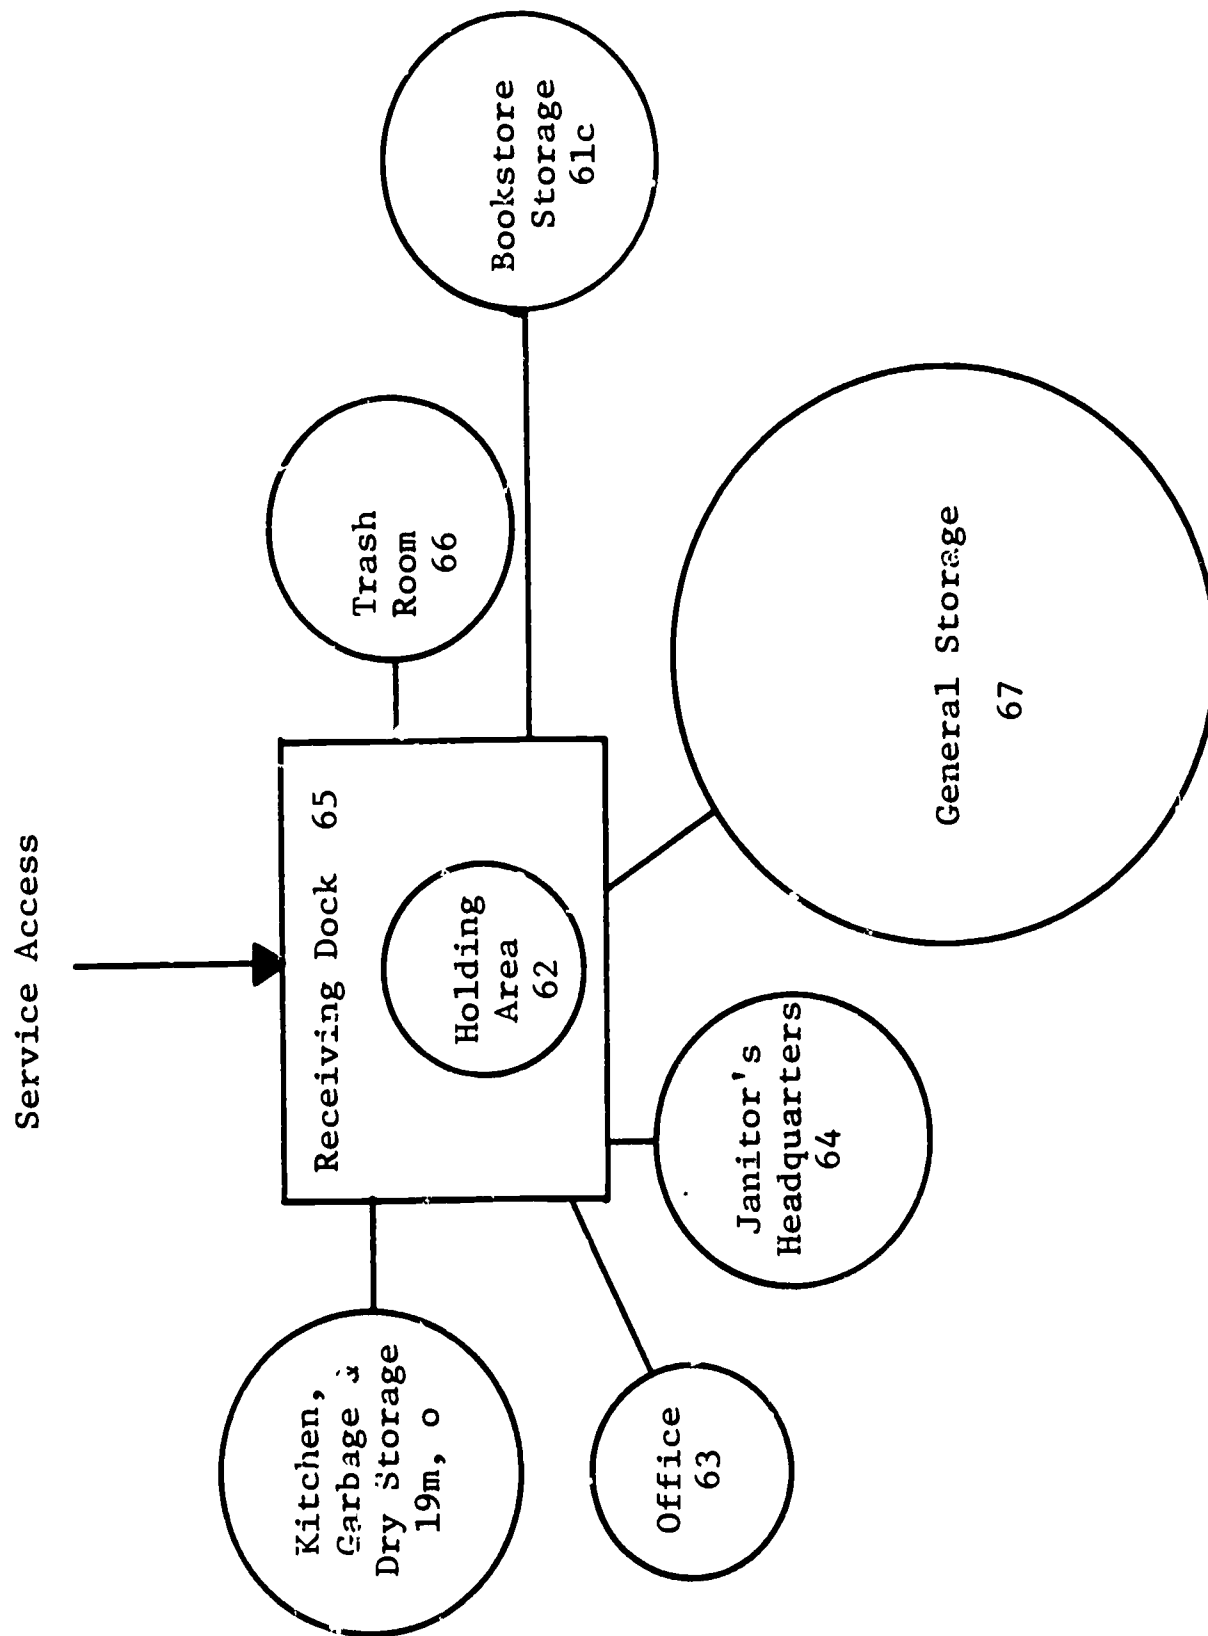 Service Access
Receiving Dock 65
Holding
Area
62
Kitchen,
Garbage &
Dry Storage
19m, o
Office
63
Janitor's
Headquarters
64
General Storage
67
Trash
Room
66
Bookstore
Storage
61c